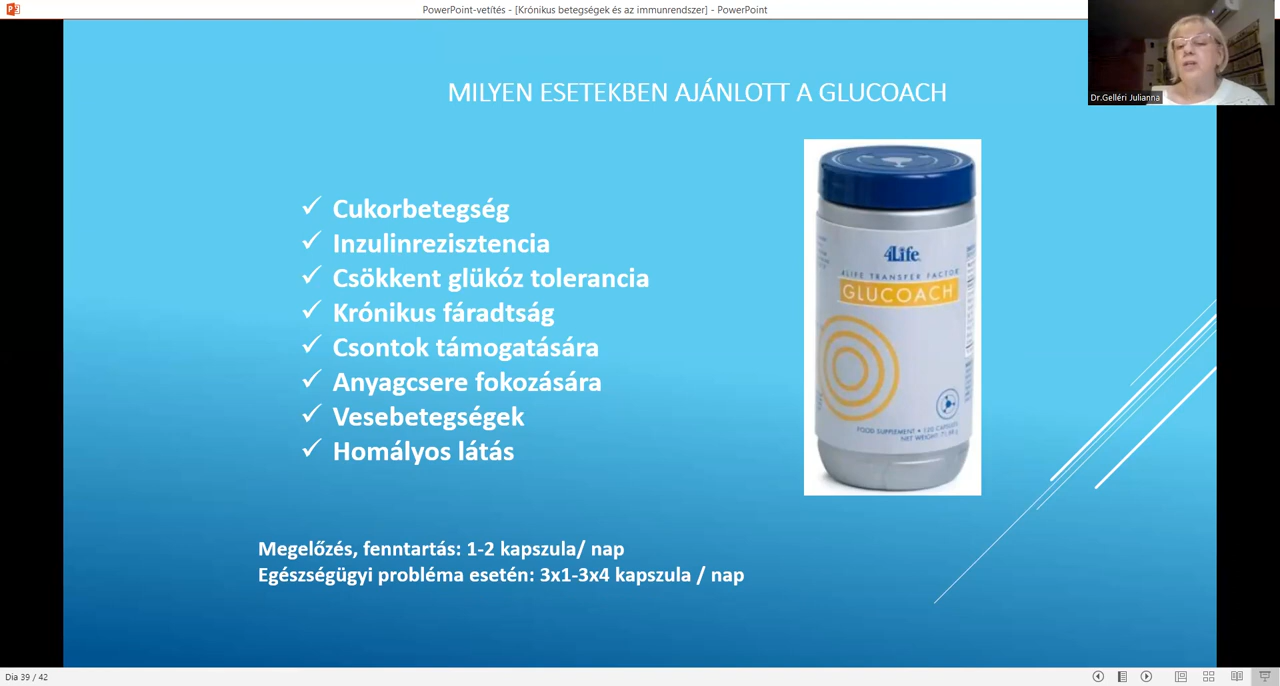 PowerPoint-vetítés - [Krónikus betegségek és az immunrendszer] - PowerPoint
Dr.Gelléri Julianna
MILYEN ESETEKBEN AJÁNLOTT A GLUCOACH
✓ Cukorbetegség
✓ Inzulinrezisztencia
✓ Csökkent glükóz tolerancia
✓ Krónikus fáradtság
✓ Csontok támogatására
✓ Anyagcsere fokozására
✓ Vesebetegségek
✓ Homályos látás
4Life
4LIFE TRANSFER FACTOR
GLUCOACH
FOOD SUPPLEMENT • 120 CAPSULES
NET WEIGHT 71,88 g
Megelőzés, fenntartás: 1-2 kapszula/ nap
Egészségügyi probléma esetén: 3x1-3x4 kapszula / nap
Dia 39 / 42